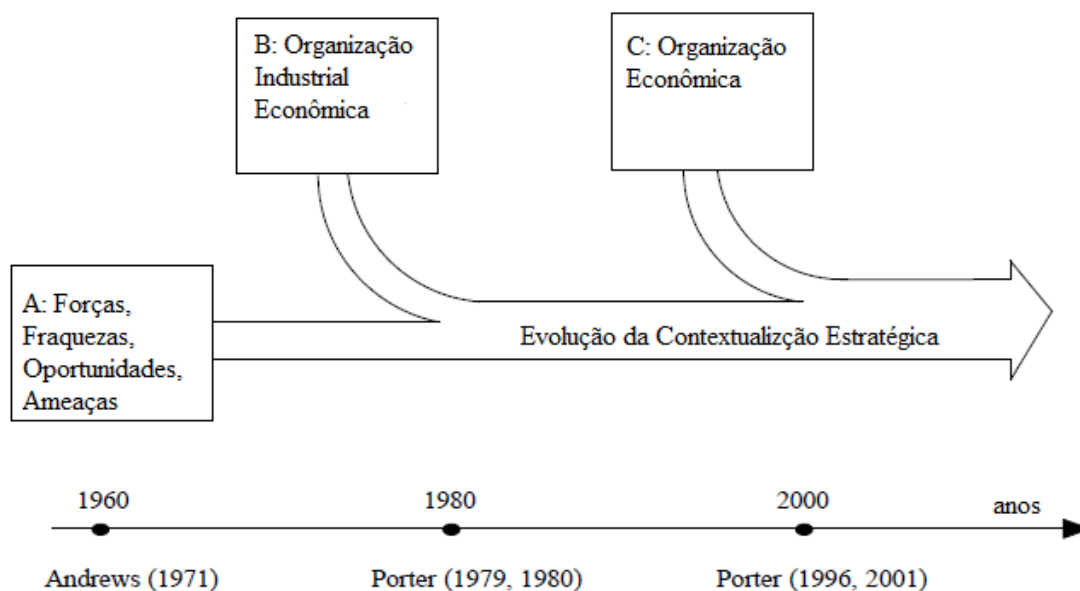 B: Organização
Industrial
Econômica
C: Organização
Econômica
A: Forças,
Fraquezas,
Oportunidades,
Ameaças
Evolução da Contextualizção Estratégica
1960
1980
2000
anos
Andrews (1971)
Porter (1979, 1980)
Porter (1996, 2001)